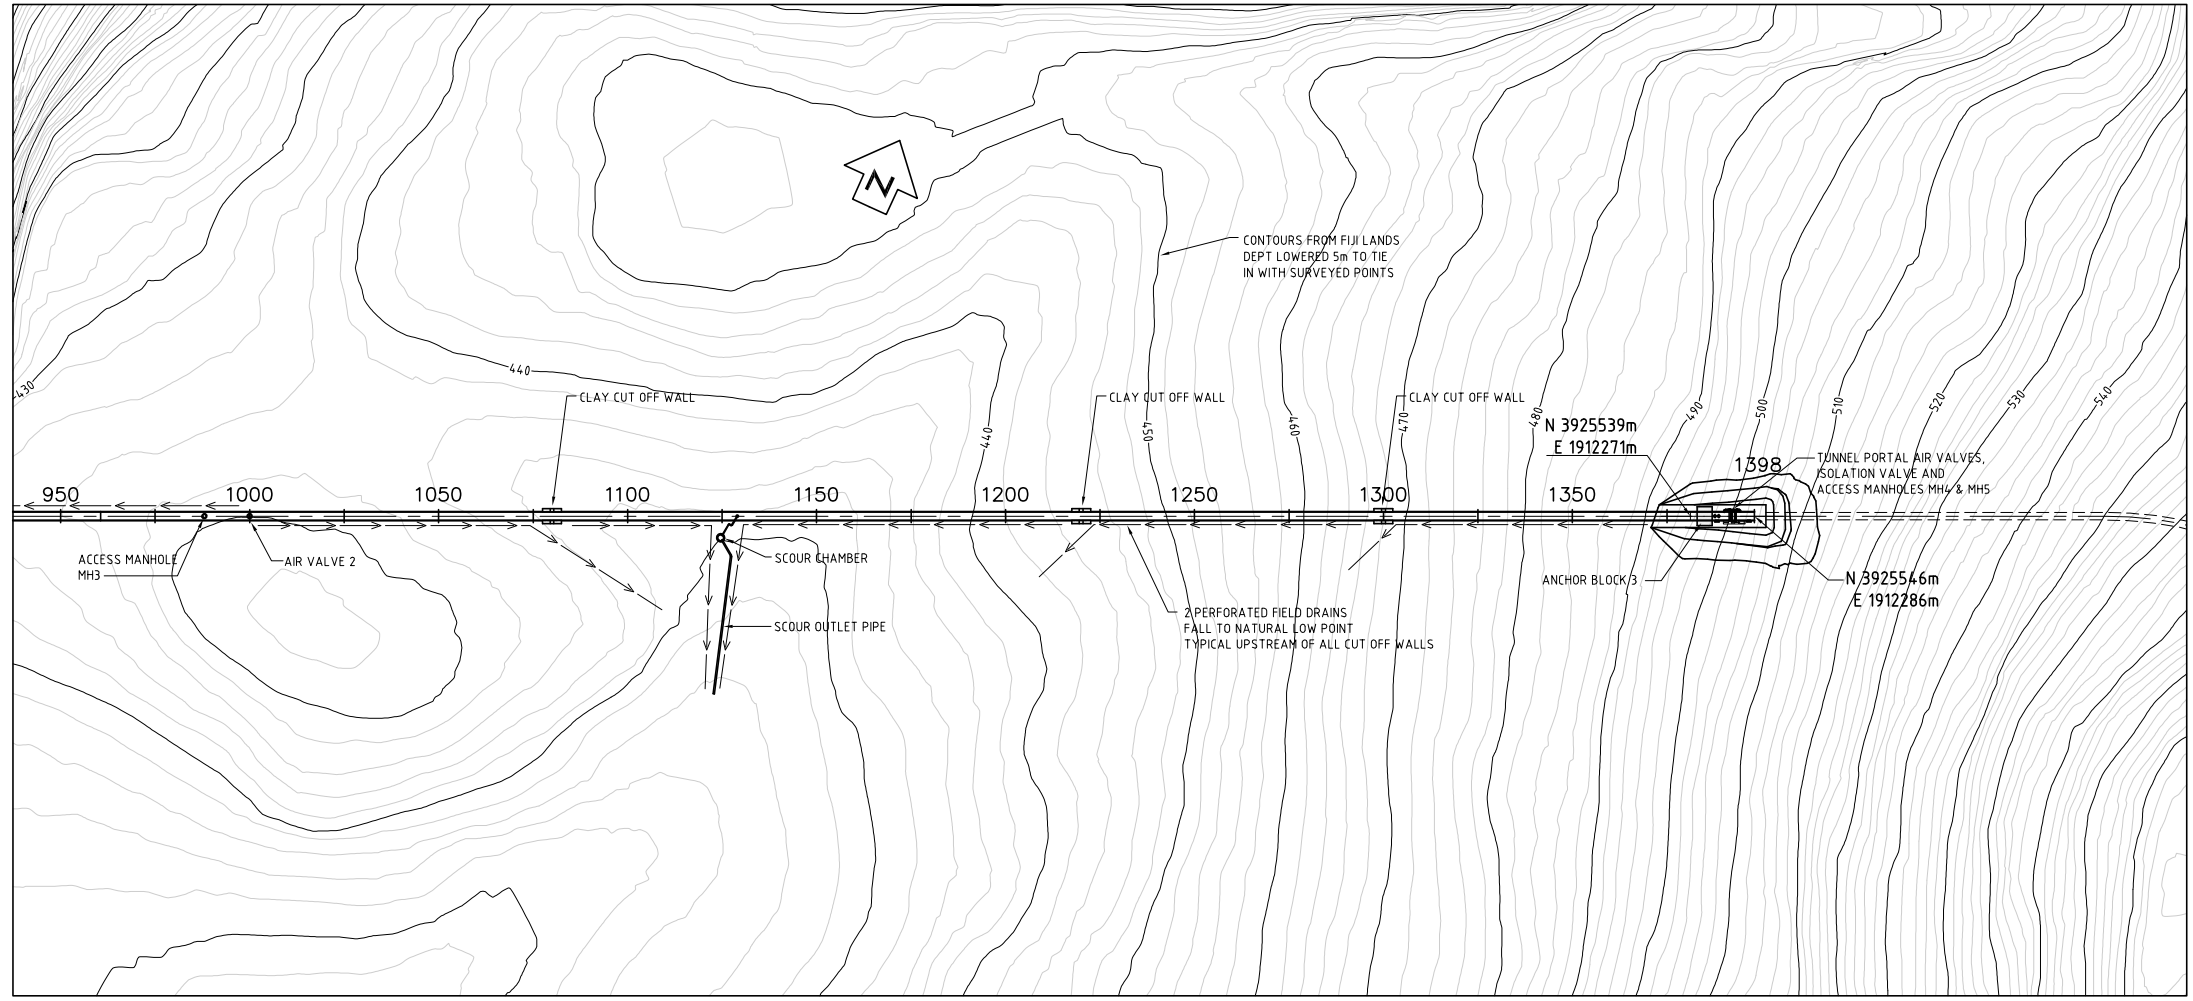 N
CONTOURS FROM FIJI LANDS
DEPT LOWERED 5m TO TIE
IN WITH SURVEYED POINTS
430
440
CLAY CUT OFF WALL
440
CLAY CUT OFF WALL
450
460
470
CLAY CUT OFF WALL
480
490
500
510
520
530
540
N 3925539m
E 1912271m
1398
TUNNEL PORTAL AIR VALVES,
ISOLATION VALVE AND
ACCESS MANHOLES MH4 & MH5
950
1000
1050
1100
1150
1200
1250
1300
1350
ACCESS MANHOLE
MH3
AIR VALVE 2
SCOUR CHAMBER
SCOUR OUTLET PIPE
2 PERFORATED FIELD DRAINS
FALL TO NATURAL LOW POINT
TYPICAL UPSTREAM OF ALL CUT OFF WALLS
ANCHOR BLOCK 3
N 3925546m
E 1912286m